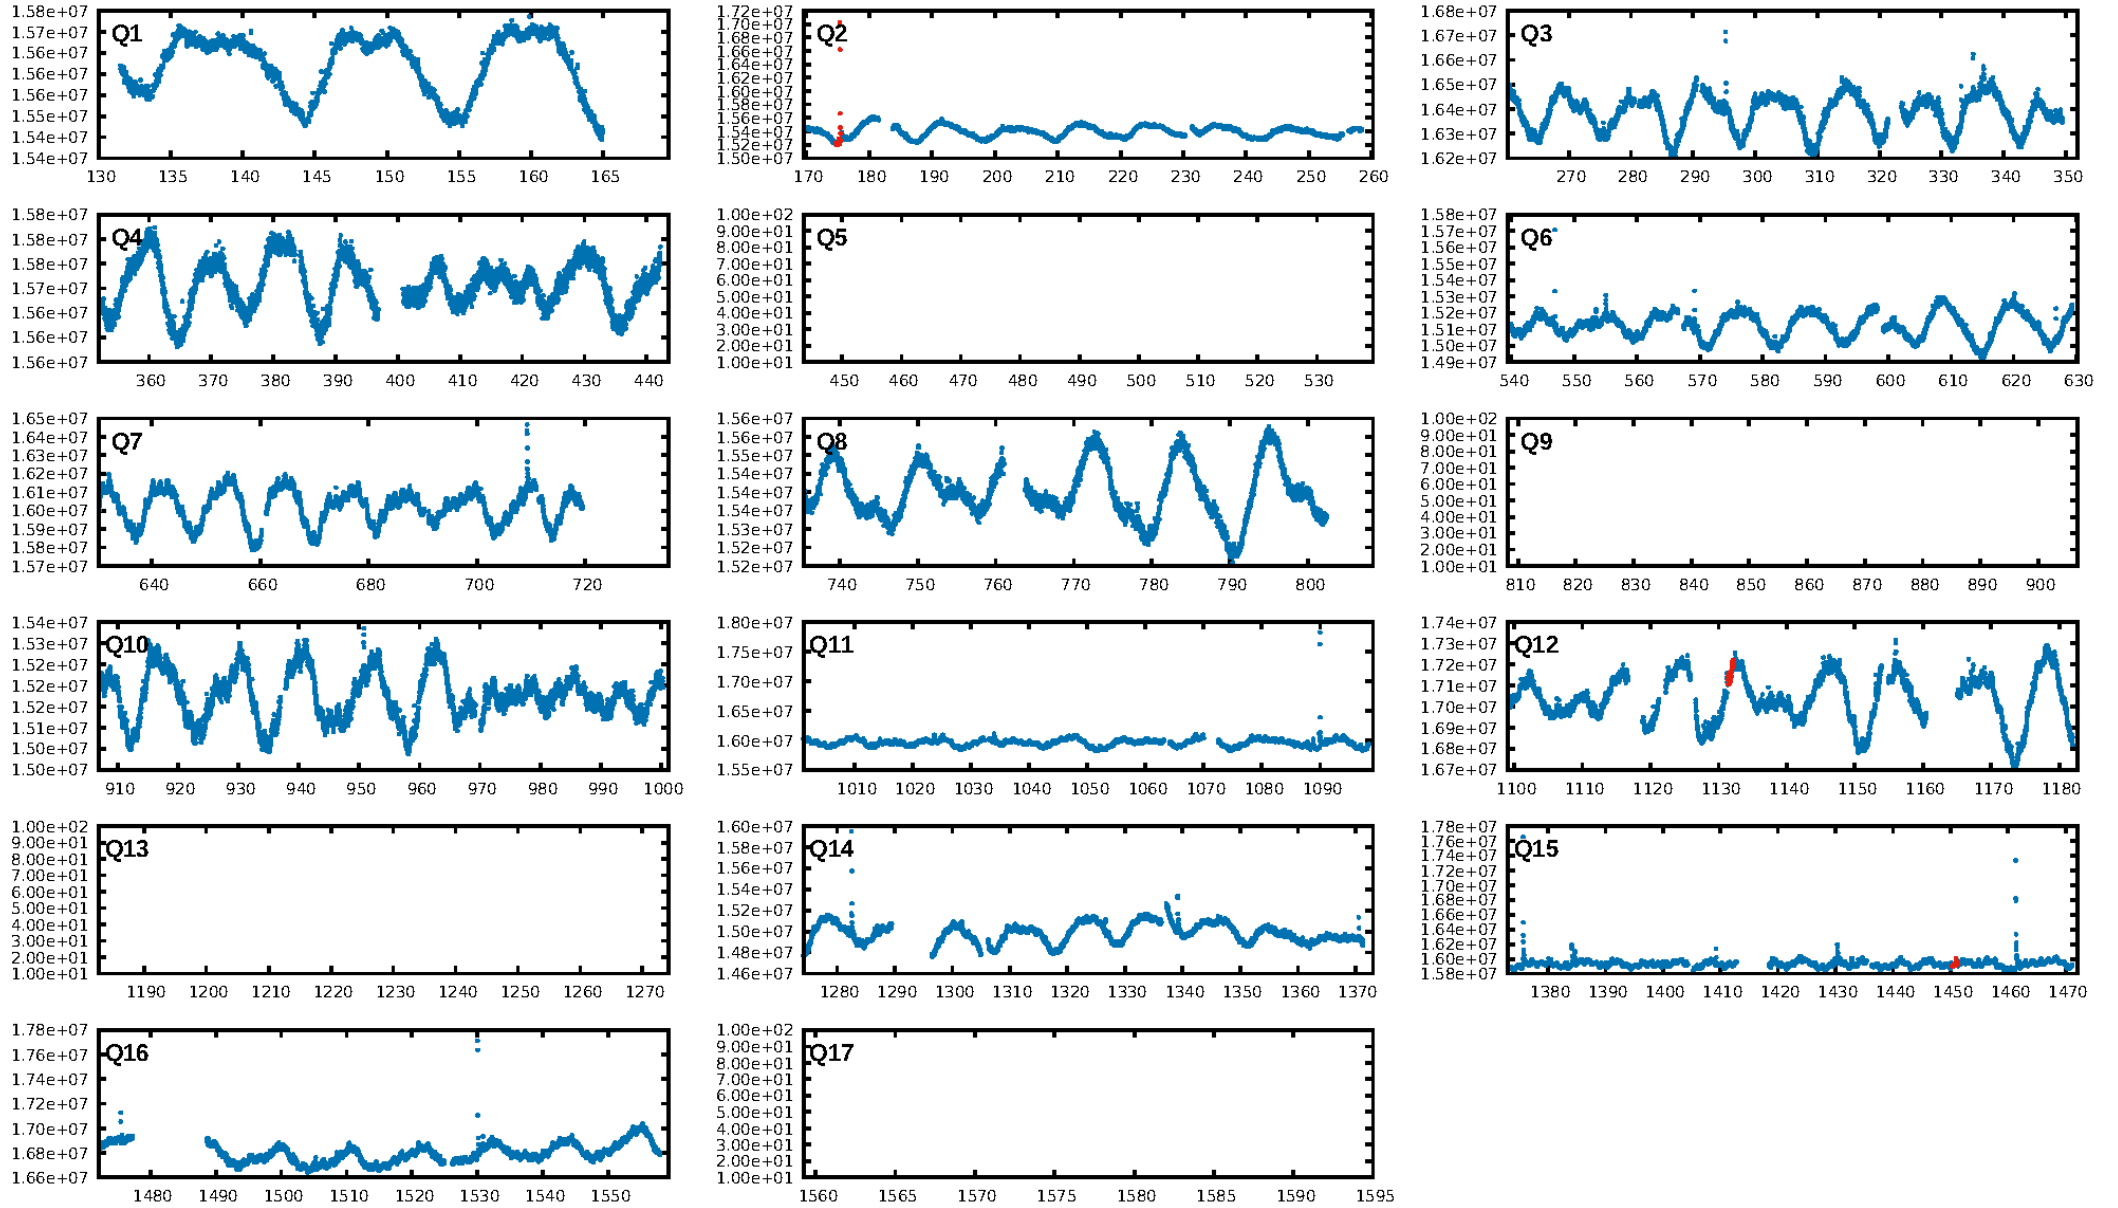 1.58e+07
1.57e+07
1.56e+07
1.56e+07
1.56e+07
1.55e+07
1.54e+07
1.54e+07
Q1
130 135 140 145 150 155 160 165
1.72e+07
1.70e+07
1.68e+07
1.66e+07
1.64e+07
1.62e+07
1.60e+07
1.58e+07
1.56e+07
1.54e+07
1.52e+07
1.50e+07
Q2
170 180 190 200 210 220 230 240 250 260
1.68e+07
1.67e+07
1.66e+07
1.65e+07
1.64e+07
1.63e+07
1.62e+07
Q3
270 280 290 300 310 320 330 340 350
1.58e+07
1.58e+07
1.58e+07
1.57e+07
1.56e+07
1.56e+07
1.56e+07
Q4
360 370 380 390 400 410 420 430 440
1.00e+02
9.00e+01
8.00e+01
7.00e+01
6.00e+01
5.00e+01
4.00e+01
3.00e+01
2.00e+01
1.00e+01
Q5
450 460 470 480 490 500 510 520 530
1.58e+07
1.57e+07
1.56e+07
1.55e+07
1.54e+07
1.53e+07
1.52e+07
1.51e+07
1.50e+07
1.49e+07
Q6
540 550 560 570 580 590 600 610 620 630
1.65e+07
1.64e+07
1.63e+07
1.62e+07
1.61e+07
1.60e+07
1.59e+07
1.58e+07
1.57e+07
Q7
640 660 680 700 720
1.56e+07
1.56e+07
1.55e+07
1.55e+07
1.54e+07
1.54e+07
1.53e+07
1.52e+07
1.52e+07
Q8
740 750 760 770 780 790 800
1.00e+02
9.00e+01
8.00e+01
7.00e+01
6.00e+01
5.00e+01
4.00e+01
3.00e+01
2.00e+01
1.00e+01
Q9
810 820 830 840 850 860 870 880 890 900
1.54e+07
1.53e+07
1.52e+07
1.52e+07
1.52e+07
1.51e+07
1.50e+07
1.50e+07
Q10
910 920 930 940 950 960 970 980 990 1000
1.80e+07
1.75e+07
1.70e+07
1.65e+07
1.60e+07
1.55e+07
Q11
1010 1020 1030 1040 1050 1060 1070 1080 1090
1.74e+07
1.73e+07
1.72e+07
1.71e+07
1.70e+07
1.69e+07
1.68e+07
1.67e+07
Q12
1100 1110 1120 1130 1140 1150 1160 1170 1180
1.00e+02
9.00e+01
8.00e+01
7.00e+01
6.00e+01
5.00e+01
4.00e+01
3.00e+01
2.00e+01
1.00e+01
Q13
1190 1200 1210 1220 1230 1240 1250 1260 1270
1.60e+07
1.58e+07
1.56e+07
1.54e+07
1.52e+07
1.50e+07
1.48e+07
1.46e+07
Q14
1280 1290 1300 1310 1320 1330 1340 1350 1360 1370
1.78e+07
1.76e+07
1.74e+07
1.72e+07
1.70e+07
1.68e+07
1.66e+07
1.64e+07
1.62e+07
1.60e+07
1.58e+07
Q15
1380 1390 1400 1410 1420 1430 1440 1450 1460 1470
1.78e+07
1.76e+07
1.74e+07
1.72e+07
1.70e+07
1.68e+07
1.66e+07
Q16
1480 1490 1500 1510 1520 1530 1540 1550
1.00e+02
9.00e+01
8.00e+01
7.00e+01
6.00e+01
5.00e+01
4.00e+01
3.00e+01
2.00e+01
1.00e+01
Q17
1560 1565 1570 1575 1580 1585 1590 1595